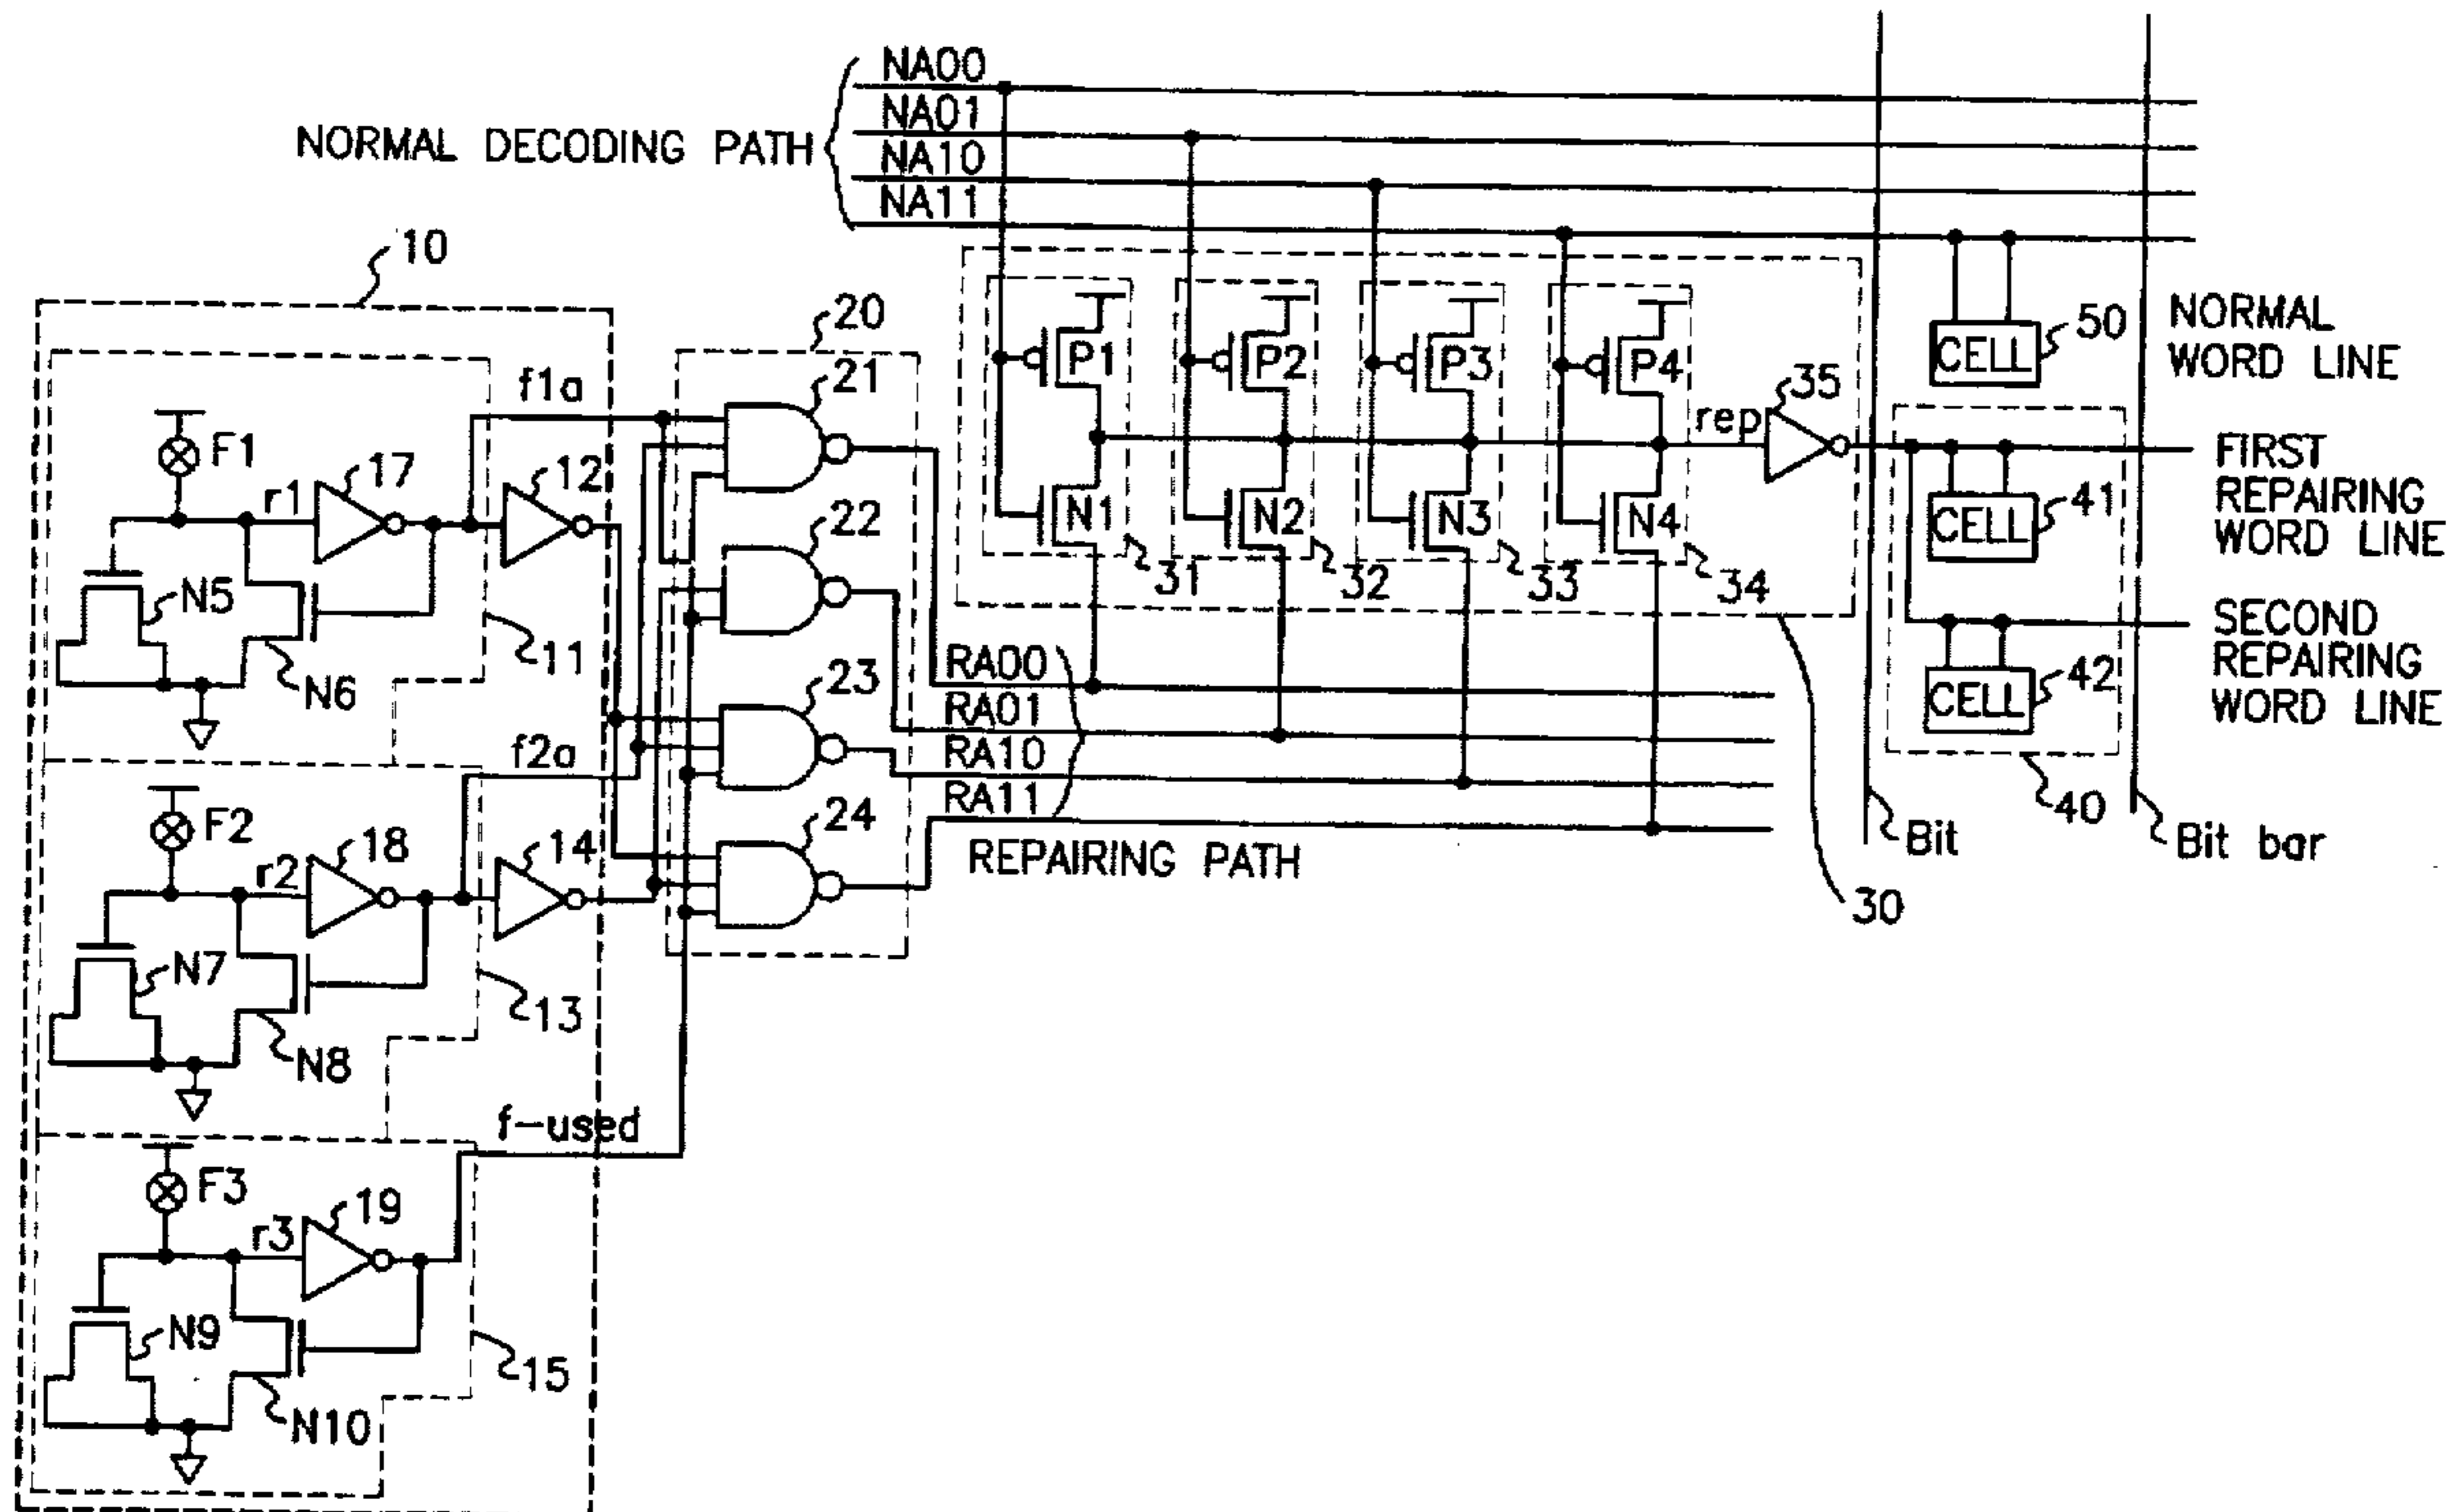 NA00
NA01
NORMAL DECODING PATH
NA10
NA11
10
20
21
f1a
F1
17
r1
12
22
N5
11
N6
23
f2a
F2
18
r2
14
24
N7
13
N8
f-used
F3
19
r3
N9
15
N10
P1
P2
P3
P4
N1
N2
N3
N4
31
32
33
34
rep
35
30
RA00
RA01
RA10
RA11
REPAIRING PATH
CELL
50
NORMAL
WORD LINE
CELL
41
FIRST
REPAIRING
WORD LINE
CELL
42
SECOND
REPAIRING
WORD LINE
40
Bit
Bit bar